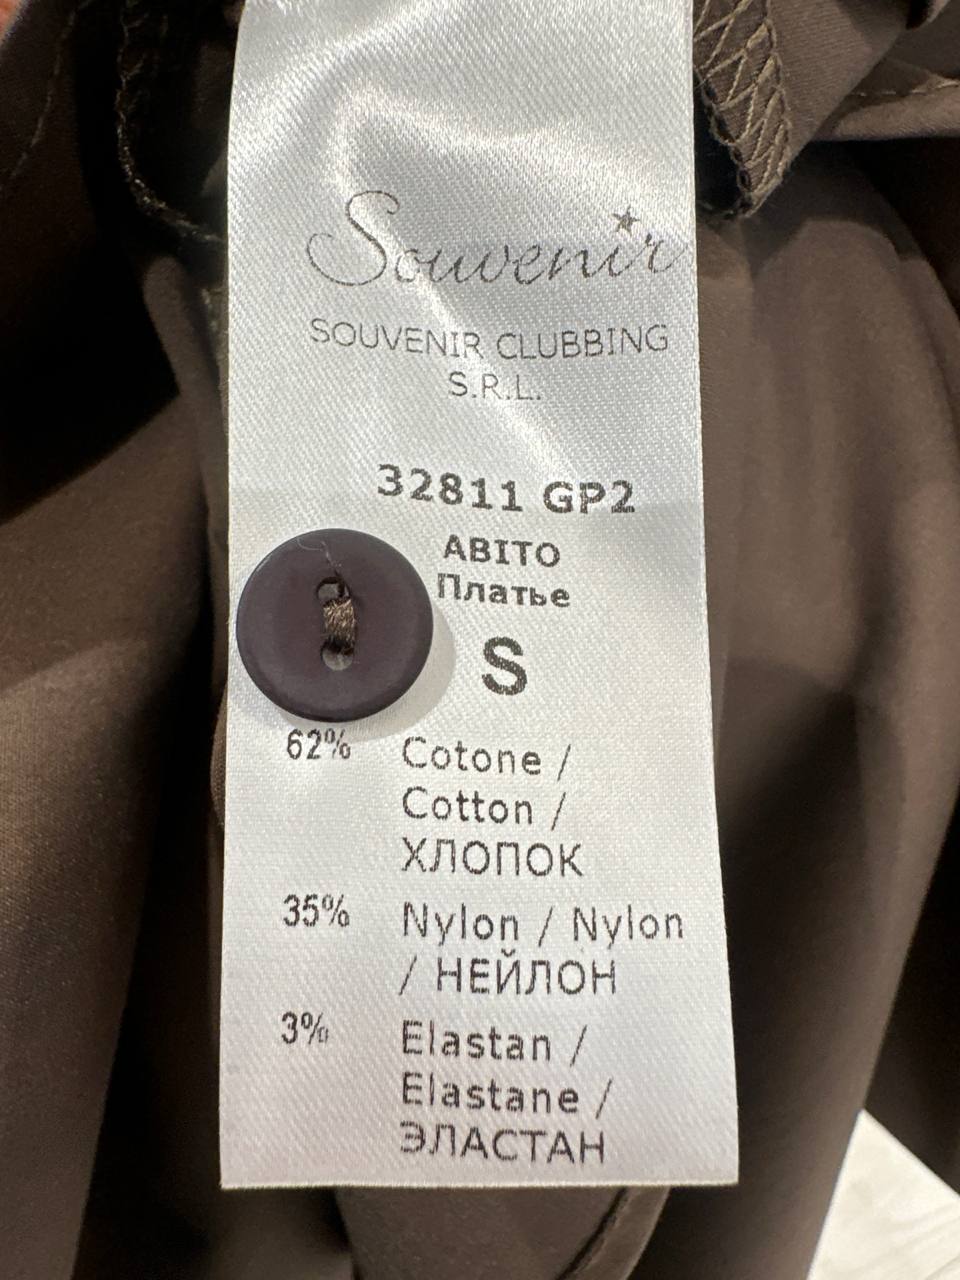 Souvenir
SOUVENIR CLUBBING
S.R.L.
32811 GP2
ABITO
Платье
S
62% Cotone /
Cotton /
ХЛОПОК
35% Nylon / Nylon
/ НЕЙЛОН
3% Elastan /
Elastane /
ЭЛАСТАН